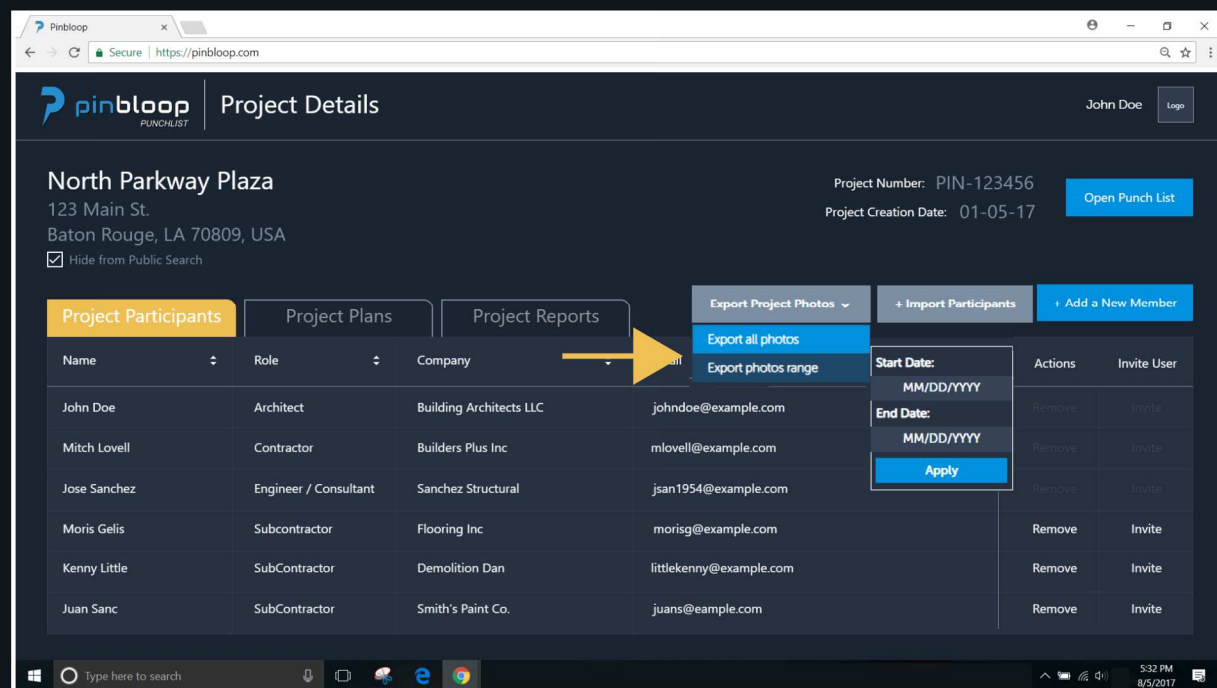 Pinbloop
Secure | https://pinbloop.com
pinbloop
PUNCHLIST
Project Details
John Doe
Logo
North Parkway Plaza
123 Main St.
Baton Rouge, LA 70809, USA
Hide from Public Search
Project Number: PIN-123456
Project Creation Date: 01-05-17
Open Punch List
Project Participants
Project Plans
Project Reports
Export Project Photos
+ Import Participants
+ Add a New Member
Export all photos
Export photos range
Start Date:
MM/DD/YYYY
End Date:
MM/DD/YYYY
Apply
Name Role Company Actions Invite User
John Doe Architect Building Architects LLC johndoe@example.com Remove Invite
Mitch Lovell Contractor Builders Plus Inc mlovell@example.com Remove Invite
Jose Sanchez Engineer / Consultant Sanchez Structural jsan1954@example.com Remove Invite
Moris Gelis Subcontractor Flooring Inc morisg@example.com Remove Invite
Kenny Little SubContractor Demolition Dan littlekenny@example.com Remove Invite
Juan Sanc SubContractor Smith's Paint Co. juans@eample.com Remove Invite
Type here to search
5:32 PM
8/5/2017